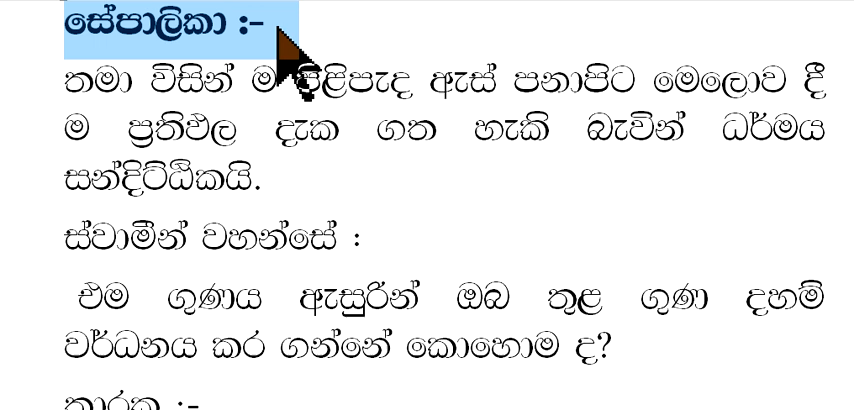 සේපාලිකා :-
තමා විසින් ම පිළිපැද ඇස් පනාපිට මෙලොව දී
ම ප්‍රතිඵල දැක ගත හැකි බැවින් ධර්මය
සන්දිට්ඨිකයි.
ස්වාමීන් වහන්සේ :
එම ගුණය ඇසුරින් ඔබ තුළ ගුණ දහම්
වර්ධනය කර ගන්නේ කොහොම ද?
තාරක :-